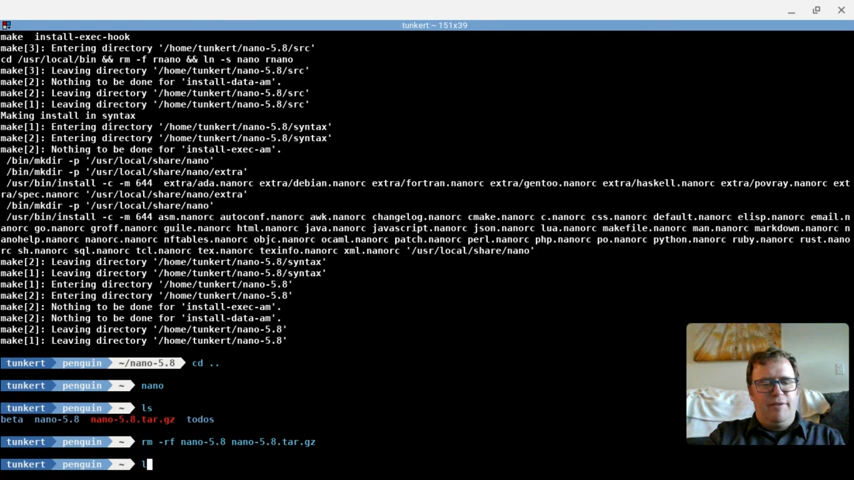 tunkert: ~ 151x39
make  install-exec-hook
make[3]: Entering directory '/home/tunkert/nano-5.8/src'
cd /usr/local/bin && rm -f rnano && ln -s nano rnano
make[3]: Leaving directory '/home/tunkert/nano-5.8/src'
make[2]: Nothing to be done for 'install-data-am'.
make[2]: Leaving directory '/home/tunkert/nano-5.8/src'
make[1]: Leaving directory '/home/tunkert/nano-5.8/src'
Making install in syntax
make[1]: Entering directory '/home/tunkert/nano-5.8/syntax'
make[2]: Entering directory '/home/tunkert/nano-5.8/syntax'
make[2]: Nothing to be done for 'install-exec-am'.
/bin/mkdir -p '/usr/local/share/nano'
/bin/mkdir -p '/usr/local/share/nano/extra'
/usr/bin/install -c -m 644  extra/ada.nanorc extra/debian.nanorc extra/fortran.nanorc extra/gentoo.nanorc extra/haskell.nanorc extra/povray.nanorc ext
ra/spec.nanorc '/usr/local/share/nano/extra'
/bin/mkdir -p '/usr/local/share/nano'
/usr/bin/install -c -m 644 asm.nanorc autoconf.nanorc awk.nanorc changelog.nanorc cmake.nanorc c.nanorc css.nanorc default.nanorc elisp.nanorc email.n
anorc go.nanorc groff.nanorc guile.nanorc html.nanorc java.nanorc javascript.nanorc json.nanorc lua.nanorc makefile.nanorc man.nanorc markdown.nanorc n
anohelp.nanorc nanorc.nanorc nftables.nanorc objc.nanorc ocaml.nanorc patch.nanorc perl.nanorc php.nanorc po.nanorc python.nanorc ruby.nanorc rust.nano
rc sh.nanorc sql.nanorc tcl.nanorc tex.nanorc texinfo.nanorc xml.nanorc '/usr/local/share/nano'
make[2]: Leaving directory '/home/tunkert/nano-5.8/syntax'
make[1]: Leaving directory '/home/tunkert/nano-5.8/syntax'
make[1]: Entering directory '/home/tunkert/nano-5.8'
make[2]: Entering directory '/home/tunkert/nano-5.8'
make[2]: Nothing to be done for 'install-exec-am'.
make[2]: Nothing to be done for 'install-data-am'.
make[2]: Leaving directory '/home/tunkert/nano-5.8'
make[1]: Leaving directory '/home/tunkert/nano-5.8'
tunkert penguin ~/nano-5.8 cd ..
tunkert penguin ~ nano
tunkert penguin ~ ls
beta  nano-5.8  nano-5.8.tar.gz  todos
tunkert penguin ~ rm -rf nano-5.8 nano-5.8.tar.gz
tunkert penguin ~ l